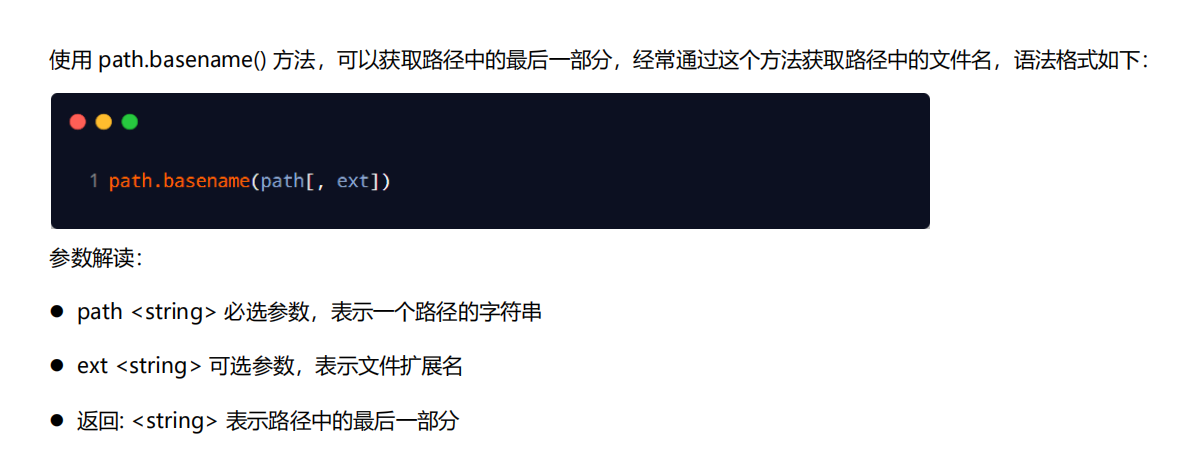 使用 path.basename() 方法，可以获取路径中的最后一部分，经常通过这个方法获取路径中的文件名，语法格式如下：
1 path.basename(path[, ext])
参数解读：
● path <string> 必选参数，表示一个路径的字符串
● ext <string> 可选参数，表示文件扩展名
● 返回: <string> 表示路径中的最后一部分